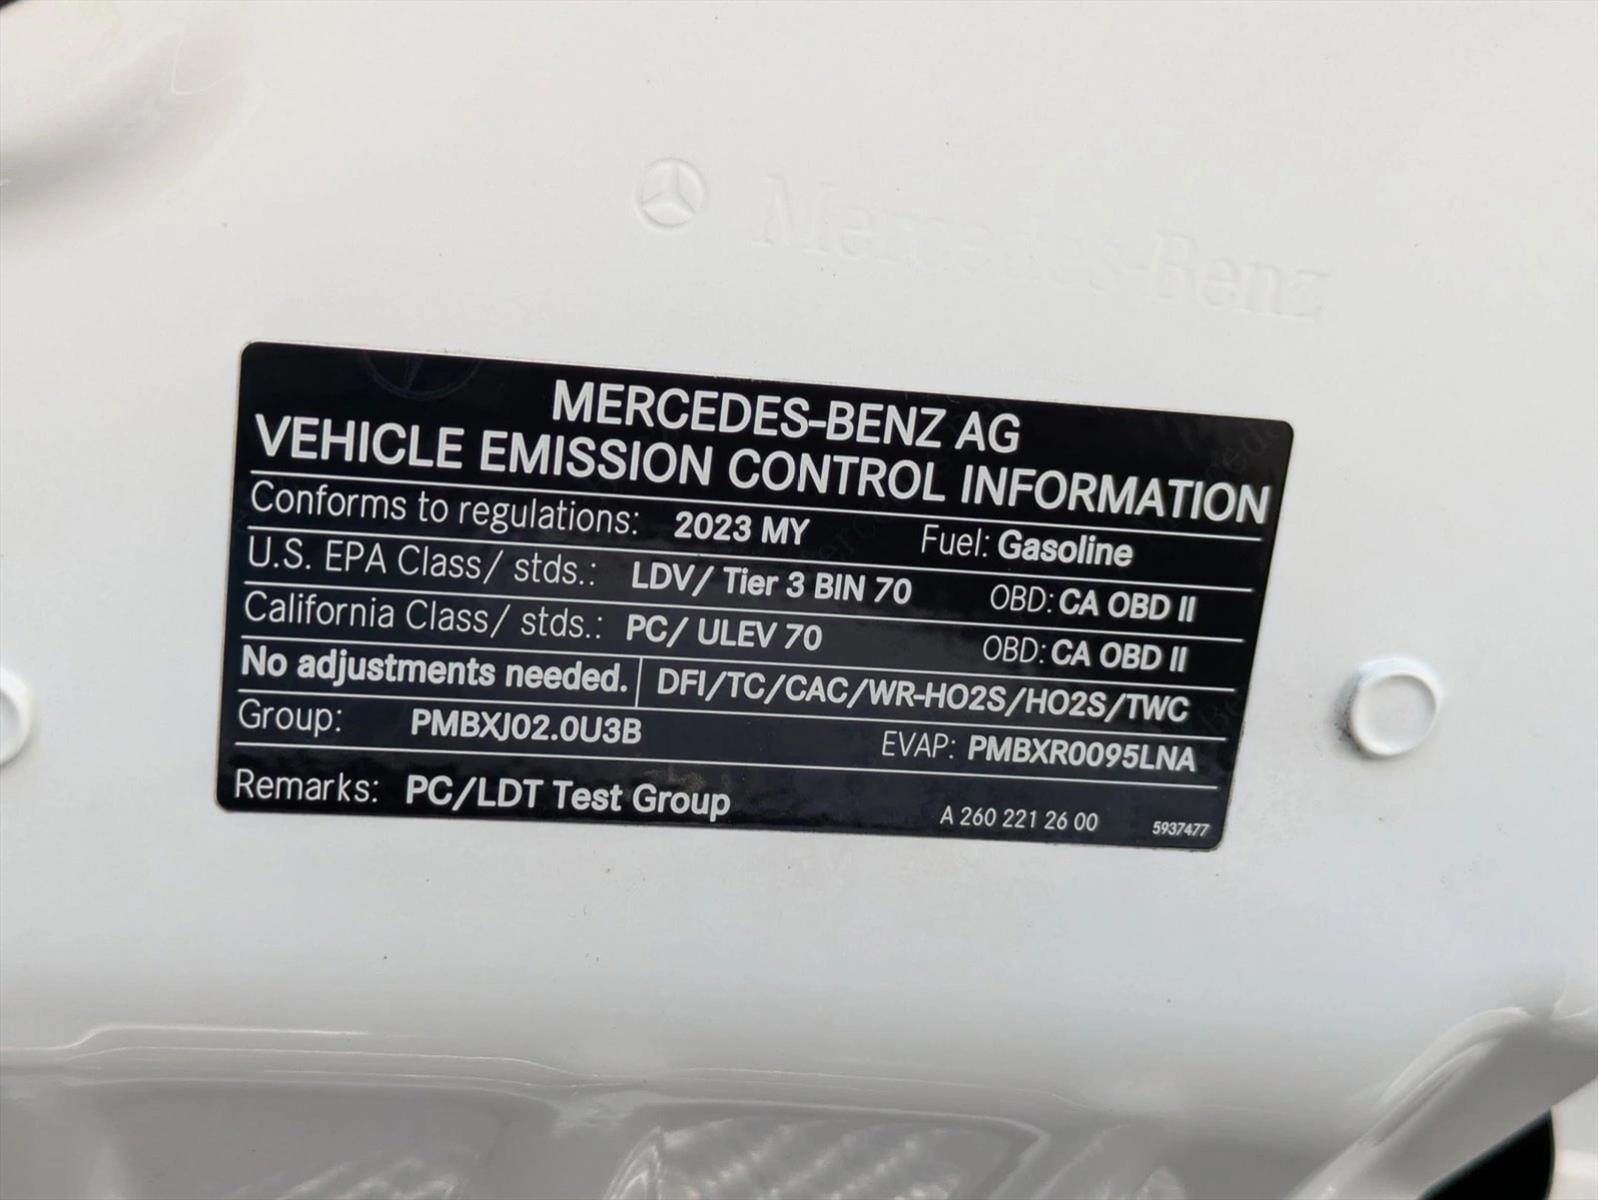 Mercedes-Benz
MERCEDES-BENZ AG
VEHICLE EMISSION CONTROL INFORMATION
Conforms to regulations: 2023 MY Fuel: Gasoline
U.S. EPA Class/ stds.: LDV/ Tier 3 BIN 70 OBD: CA OBD II
California Class/ stds.: PC/ ULEV 70 OBD: CA OBD II
No adjustments needed. DFI/TC/CAC/WR-HO2S/HO2S/TWC
Group: PMBXJ02.0U3B EVAP: PMBXR0095LNA
Remarks: PC/LDT Test Group A 260 221 26 00 5937477